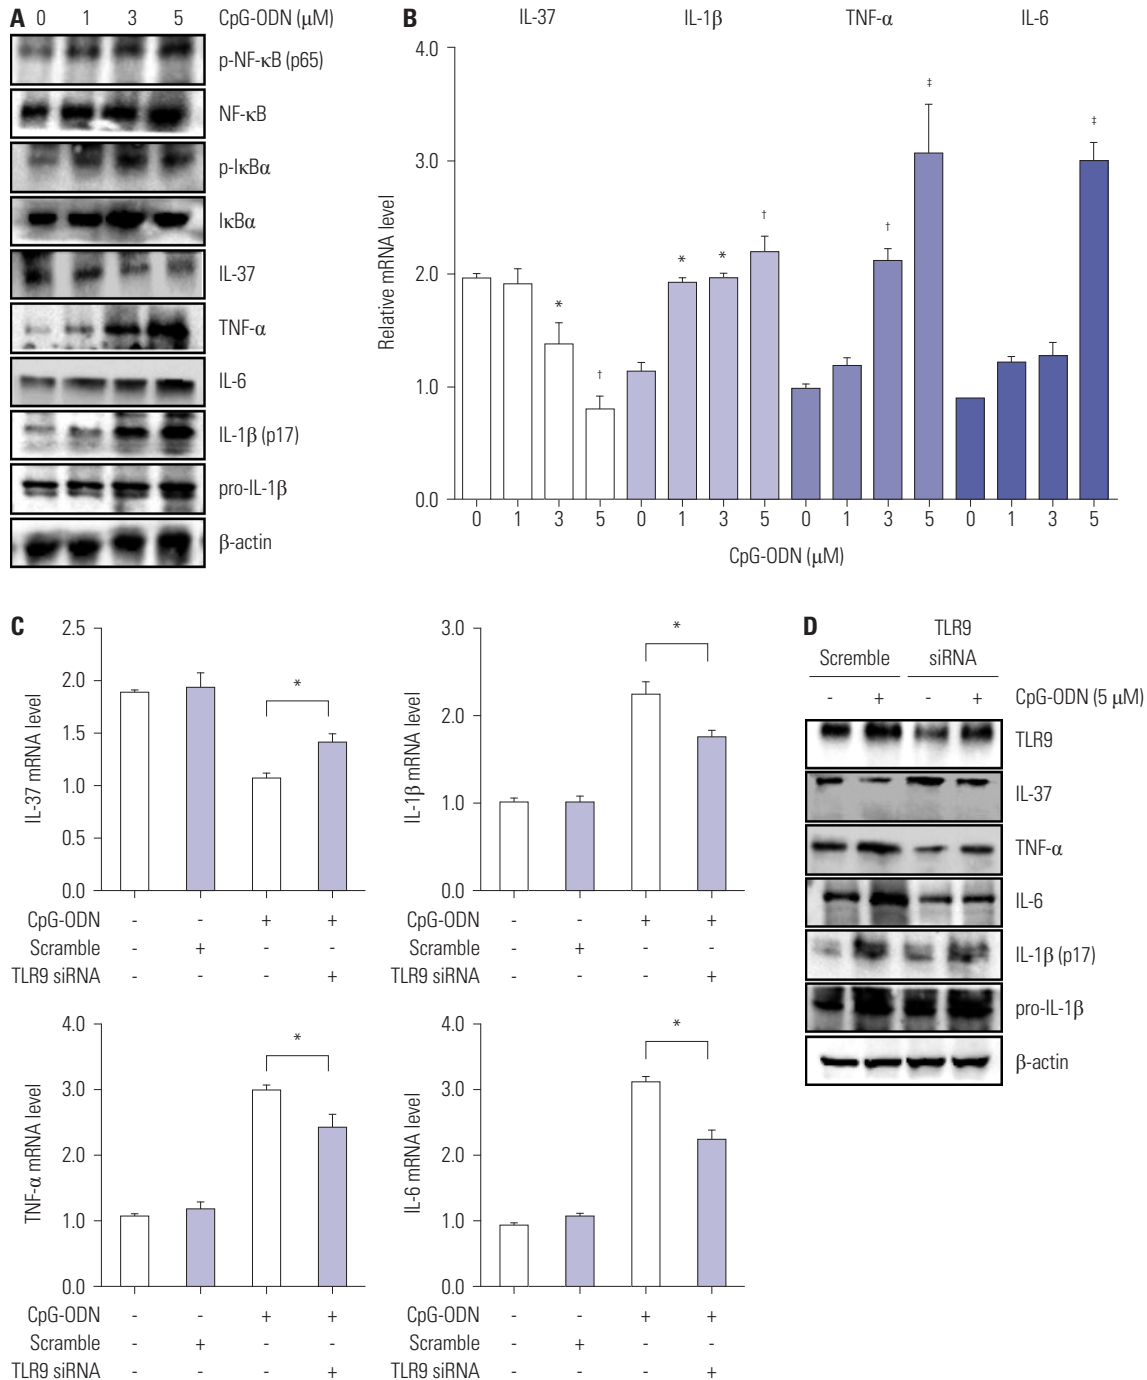 A 0 1 3 5 CpG-ODN (μM)
p-NF-κB (p65)
NF-κB
p-IκBα
IκBα
IL-37
TNF-α
IL-6
IL-1β (p17)
pro-IL-1β
β-actin
B IL-37 IL-1β TNF-α IL-6
Relative mRNA level
4.0
3.0
2.0
1.0
0.0
* † * * † † ‡ ‡
0 1 3 5 0 1 3 5 0 1 3 5 0 1 3 5
CpG-ODN (μM)
C
IL-37 mRNA level
2.5
2.0
1.5
1.0
0.5
0.0
*
CpG-ODN - - + +
Scramble - + - -
TLR9 siRNA - - - +
IL-1β mRNA level
3.0
2.0
1.0
0.0
*
CpG-ODN - - + +
Scramble - + - -
TLR9 siRNA - - - +
TNF-α mRNA level
4.0
3.0
2.0
1.0
0.0
*
CpG-ODN - - + +
Scramble - + - -
TLR9 siRNA - - - +
IL-6 mRNA level
4.0
3.0
2.0
1.0
0.0
*
CpG-ODN - - + +
Scramble - + - -
TLR9 siRNA - - - +
D TLR9
Scremble siRNA
- + - + CpG-ODN (5 μM)
TLR9
IL-37
TNF-α
IL-6
IL-1β (p17)
pro-IL-1β
β-actin